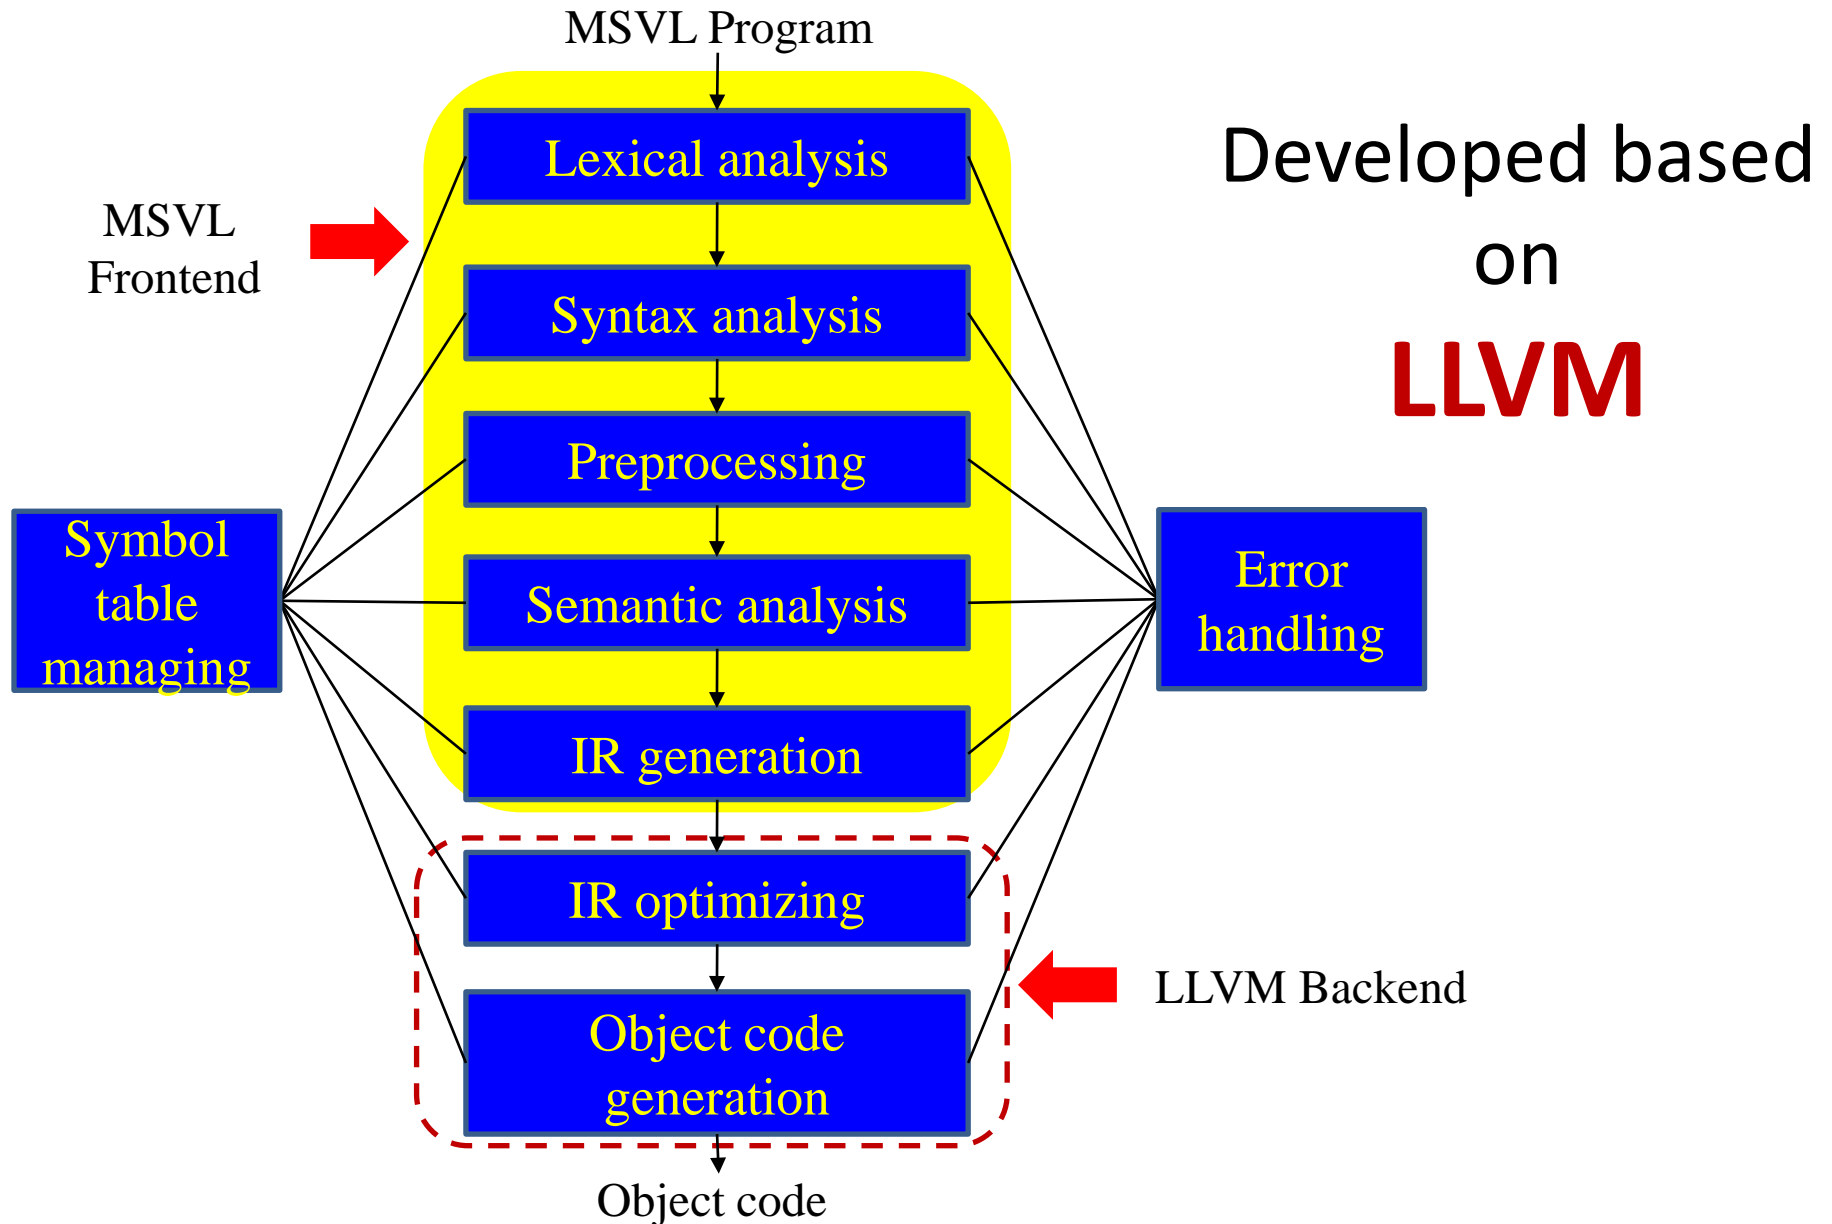 MSVL Program
Lexical analysis
Developed based
on
LLVM
MSVL
Frontend
Syntax analysis
Preprocessing
Symbol
table
managing
Semantic analysis
Error
handling
IR generation
IR optimizing
LLVM Backend
Object code
generation
Object code